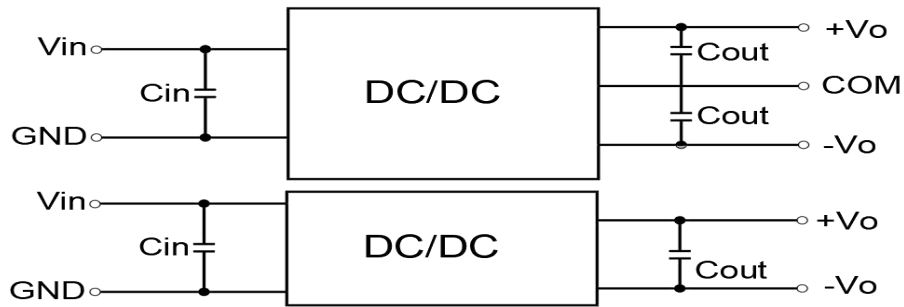 Vin
Cin
GND
DC/DC
+Vo
Cout
COM
Cout
-Vo
Vin
Cin
GND
DC/DC
+Vo
Cout
-Vo